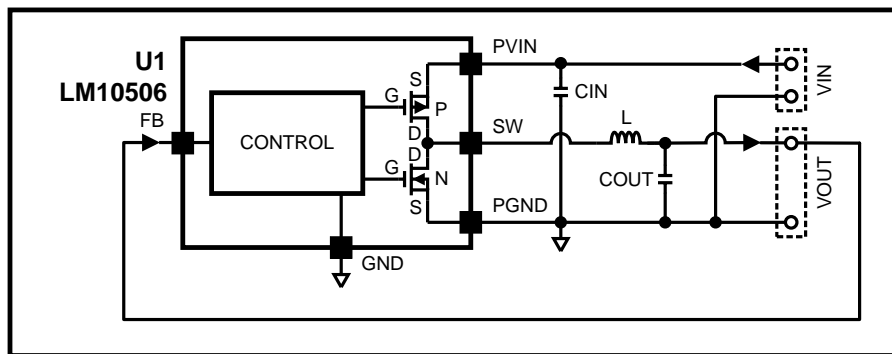 U1
LM10506
FB
CONTROL
G
S
P
D
D
G
N
S
PVIN
CIN
SW
L
COUT
PGND
GND
VIN
VOUT